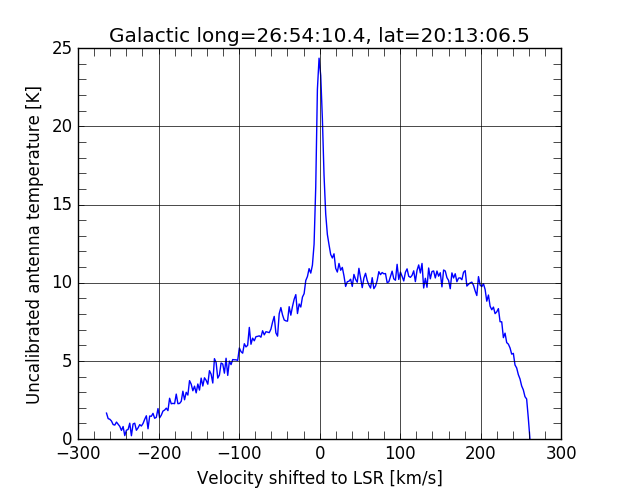 Galactic long=26:54:10.4, lat=20:13:06.5
Uncalibrated antenna temperature [K]
25
20
15
10
5
0
−300 −200 −100 0 100 200 300
Velocity shifted to LSR [km/s]